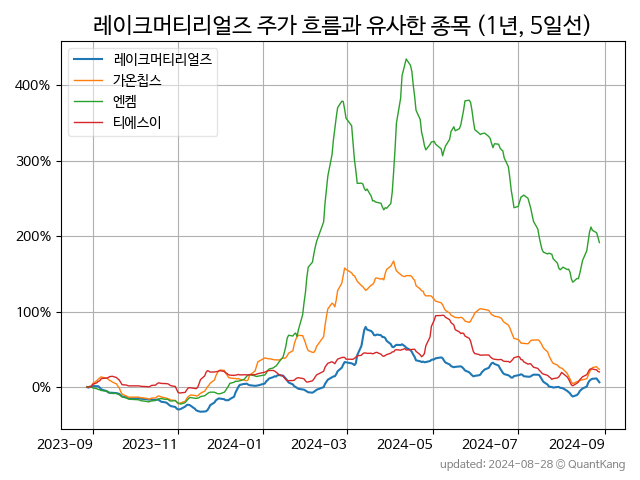 레이크머티리얼즈 주가 흐름과 유사한 종목 (1년, 5일선)
레이크머티리얼즈
가온칩스
엔켐
티에스이
400%
300%
200%
100%
0%
2023-09 2023-11 2024-01 2024-03 2024-05 2024-07 2024-09
updated: 2024-08-28 © QuantKang